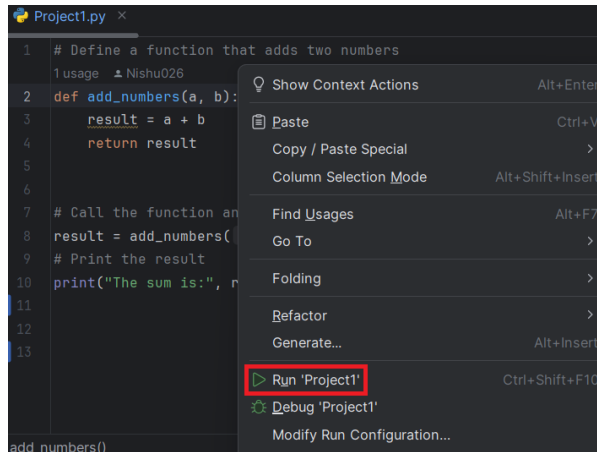 Project1.py
1 # Define a function that adds two numbers
1 usage Nishu026
2 def add_numbers(a, b):
Show Context Actions Alt+Enter
3 result = a + b
Paste Ctrl+V
4 return result
Copy / Paste Special
5
Column Selection Mode Alt+Shift+Insert
6
7 # Call the function an
Find Usages Alt+F7
8 result = add_numbers(
Go To
9 # Print the result
Folding
10 print("The sum is:", r
11
Refactor
12
Generate... Alt+Insert
13
Run 'Project1' Ctrl+Shift+F10
Debug 'Project1'
Modify Run Configuration...
add_numbers()